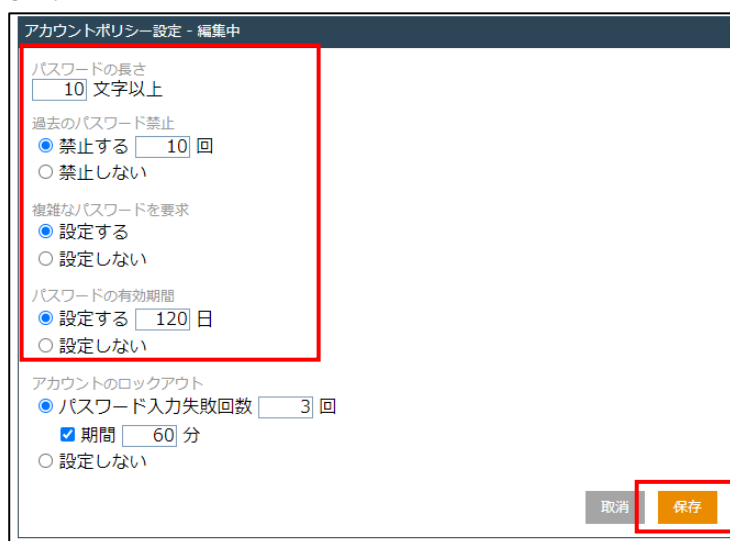 アカウントポリシー設定 - 編集中
パスワードの長さ
10 文字以上
過去のパスワード禁止
禁止する 10 回
禁止しない
複雑なパスワードを要求
設定する
設定しない
パスワードの有効期間
設定する 120 日
設定しない
アカウントのロックアウト
パスワード入力失敗回数 3 回
期間 60 分
設定しない
取消 保存